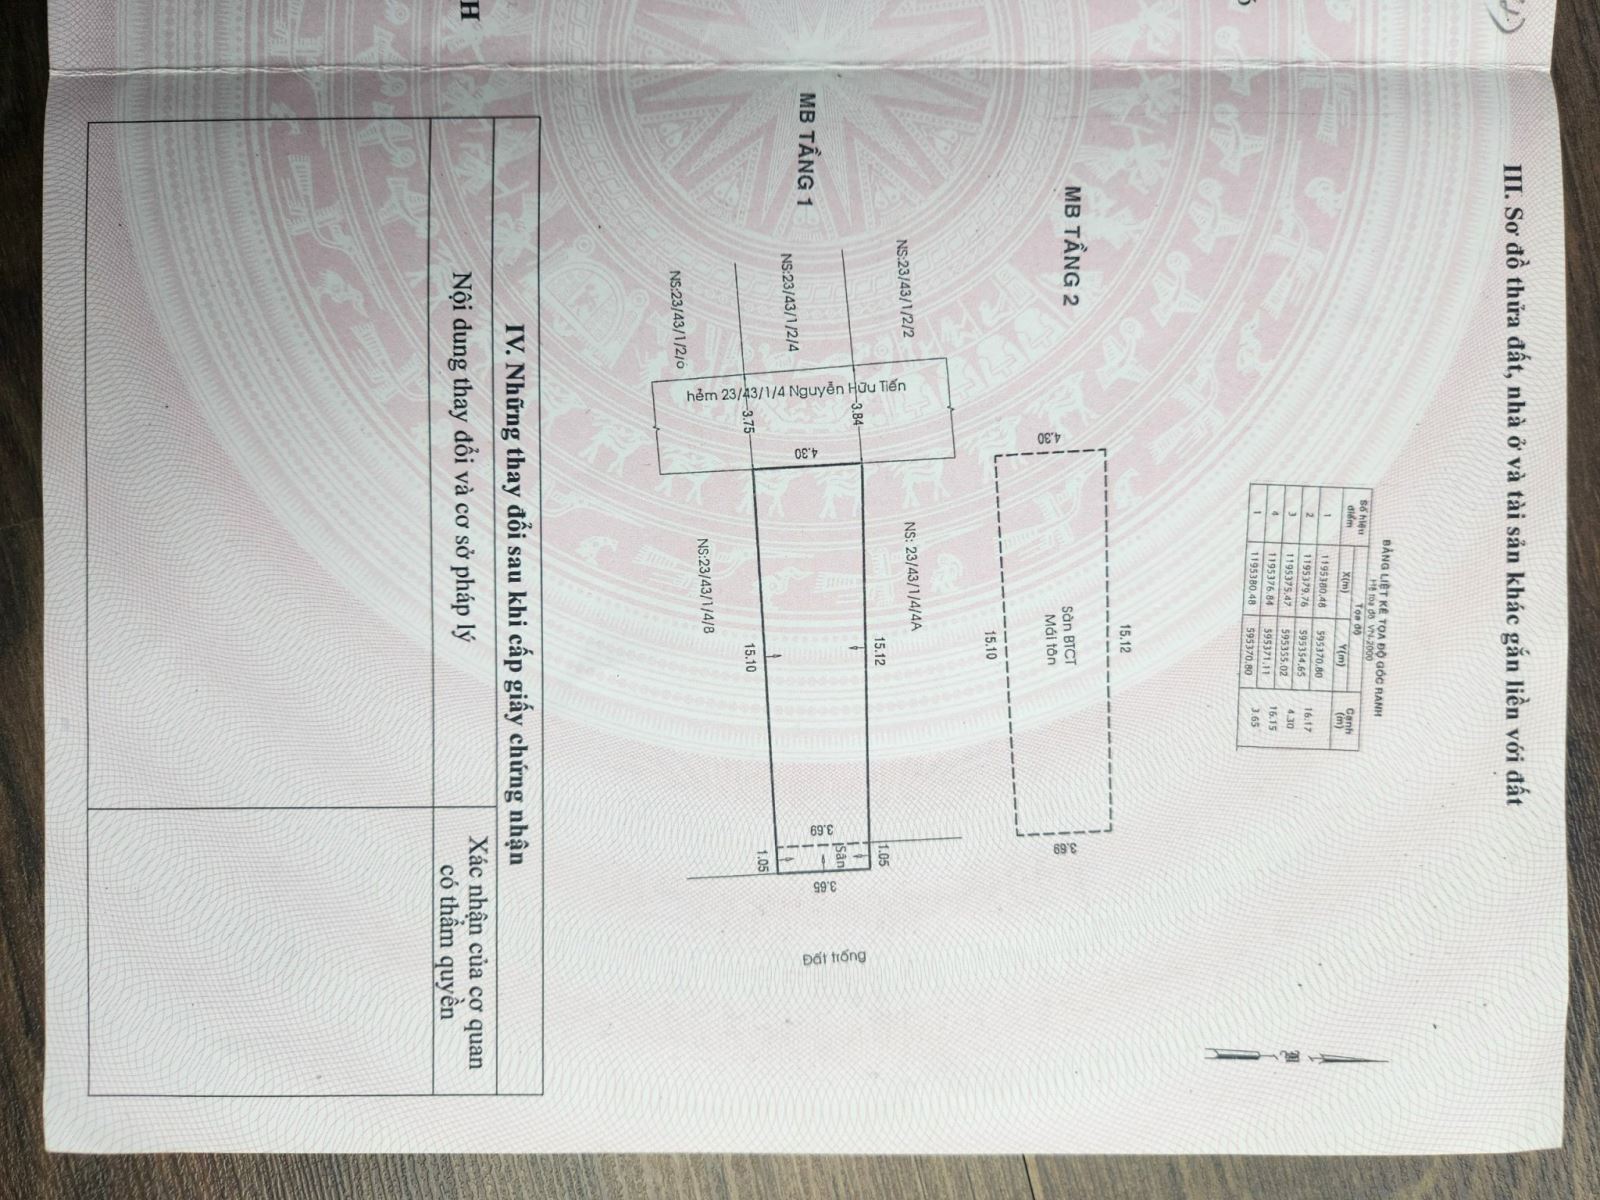 III. Sơ đồ thửa đất, nhà ở và tài sản khác gắn liền với đất
BẢNG LIỆT KÊ TỌA ĐỘ GÓC RANH
Hệ tọa độ VN-2000
Số hiệu điểm
Tọa độ
Cạnh (m)
X(m)
Y(m)
1 1195380.48 595370.80
16.17
2 1195379.76 595354.65
4.30
3 1195375.47 595355.02
16.15
4 1195376.84 595371.11
3.65
1 1195380.48 595370.80
MB TẦNG 2
15.12
4.30
Sàn BTCT
Mái tôn
3.69
15.10
MB TẦNG 1
NS:23/43/1/2/2
NS: 23/43/1/4/4A
3.84
15.12
1.05
NS:23/43/1/2/4
hẻm 23/43/1/4 Nguyễn Hữu Tiến
4.30
3.69
Sân
3.65
Đất trống
3.75
15.10
1.05
NS:23/43/1/2/6
NS:23/43/1/4/8
IV. Những thay đổi sau khi cấp giấy chứng nhận
Nội dung thay đổi và cơ sở pháp lý
Xác nhận của cơ quan
có thẩm quyền
H